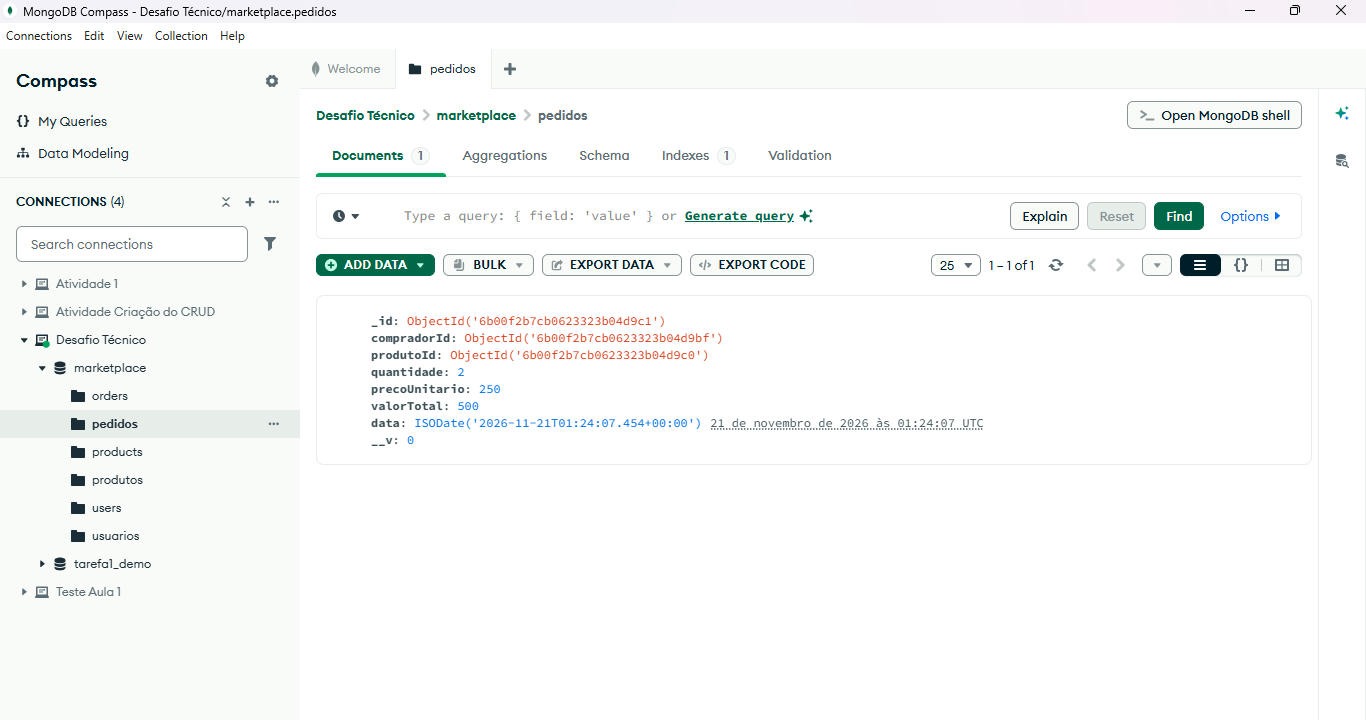 MongoDB Compass - Desafio Técnico/marketplace.pedidos
Connections Edit View Collection Help
Compass
My Queries
Data Modeling
CONNECTIONS (4)
Search connections
Atividade 1
Atividade Criação do CRUD
Desafio Técnico
marketplace
orders
pedidos
products
produtos
users
usuarios
tarefa1_demo
Teste Aula 1
Welcome
pedidos
Desafio Técnico > marketplace > pedidos
>_ Open MongoDB shell
Documents 1 Aggregations Schema Indexes 1 Validation
Type a query: { field: 'value' } or Generate query
Explain Reset Find Options
ADD DATA BULK EXPORT DATA </> EXPORT CODE
25 1–1 of 1 {}
_id: ObjectId('6b00f2b7cb0623323b04d9c1')
compradorId: ObjectId('6b00f2b7cb0623323b04d9bf')
produtoId: ObjectId('6b00f2b7cb0623323b04d9c0')
quantidade: 2
precoUnitario: 250
valorTotal: 500
data: ISODate('2026-11-21T01:24:07.454+00:00') 21 de novembro de 2026 às 01:24:07 UTC
__v: 0